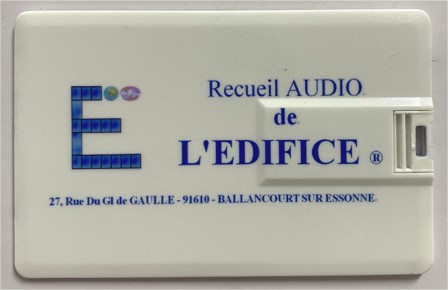 Recueil AUDIO
de
L'EDIFICE ®
27, Rue Du Gl de GAULLE - 91610 - BALLANCOURT SUR ESSONNE
E